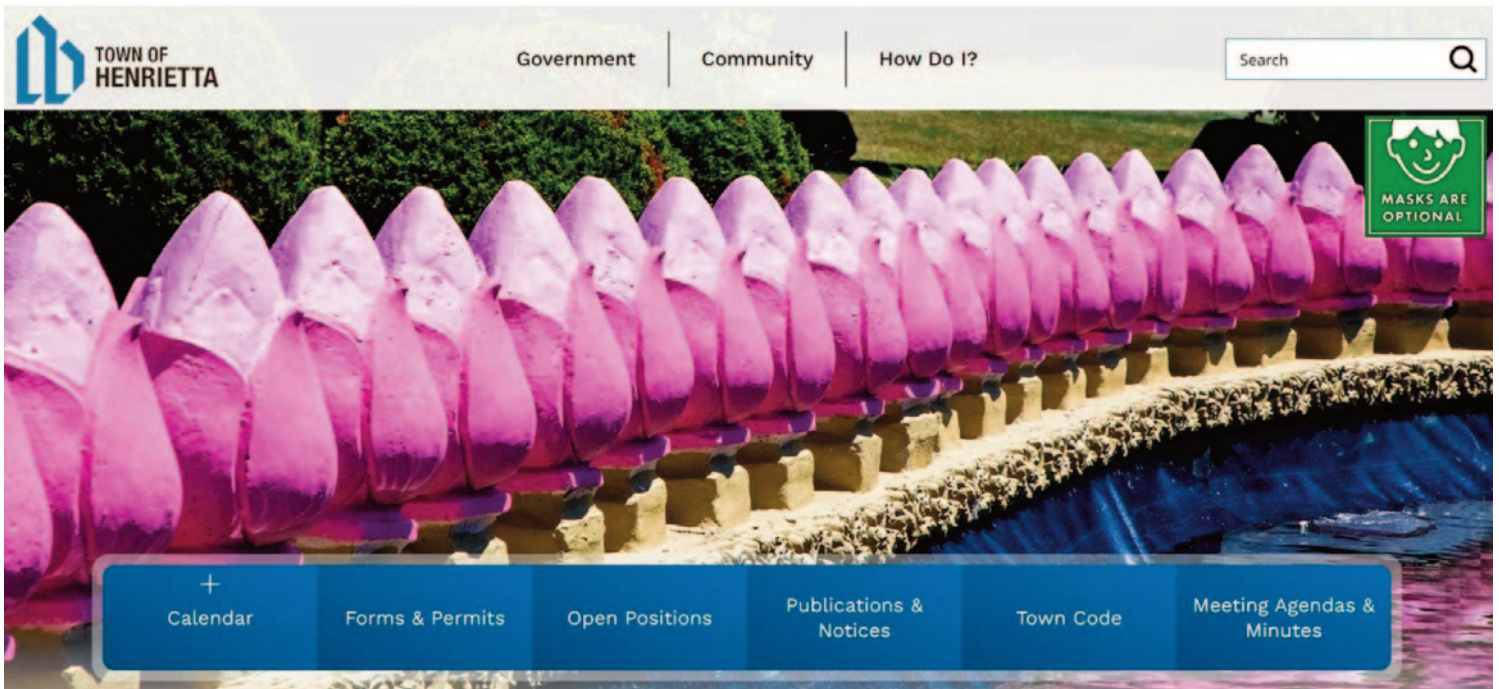 TOWN OF
HENRIETTA
Government
Community
How Do I?
Search
MASKS ARE
OPTIONAL
+
Calendar
Forms & Permits
Open Positions
Publications &
Notices
Town Code
Meeting Agendas &
Minutes